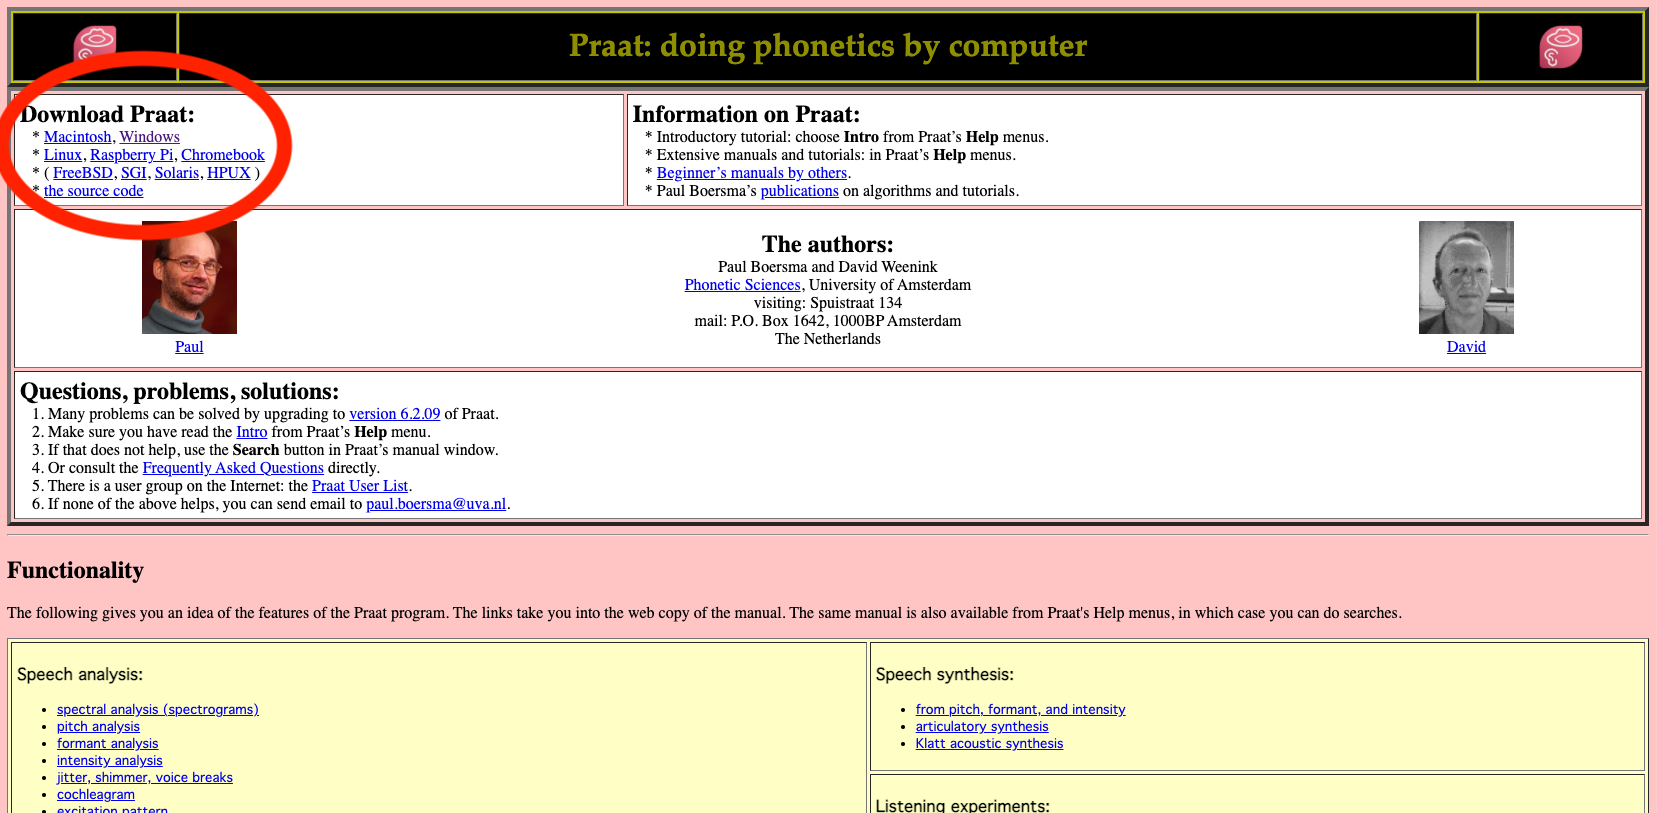 Praat: doing phonetics by computer
Download Praat:
* Macintosh, Windows
* Linux, Raspberry Pi, Chromebook
* ( FreeBSD, SGI, Solaris, HPUX )
* the source code
Information on Praat:
* Introductory tutorial: choose Intro from Praat’s Help menus.
* Extensive manuals and tutorials: in Praat’s Help menus.
* Beginner’s manuals by others.
* Paul Boersma’s publications on algorithms and tutorials.
Paul
The authors:
Paul Boersma and David Weenink
Phonetic Sciences, University of Amsterdam
visiting: Spuistraat 134
mail: P.O. Box 1642, 1000BP Amsterdam
The Netherlands
David
Questions, problems, solutions:
1. Many problems can be solved by upgrading to version 6.2.09 of Praat.
2. Make sure you have read the Intro from Praat’s Help menu.
3. If that does not help, use the Search button in Praat’s manual window.
4. Or consult the Frequently Asked Questions directly.
5. There is a user group on the Internet: the Praat User List.
6. If none of the above helps, you can send email to paul.boersma@uva.nl.
Functionality
The following gives you an idea of the features of the Praat program. The links take you into the web copy of the manual. The same manual is also available from Praat's Help menus, in which case you can do searches.
Speech analysis:
• spectral analysis (spectrograms)
• pitch analysis
• formant analysis
• intensity analysis
• jitter, shimmer, voice breaks
• cochleagram
• excitation pattern
Speech synthesis:
• from pitch, formant, and intensity
• articulatory synthesis
• Klatt acoustic synthesis
Listening experiments: